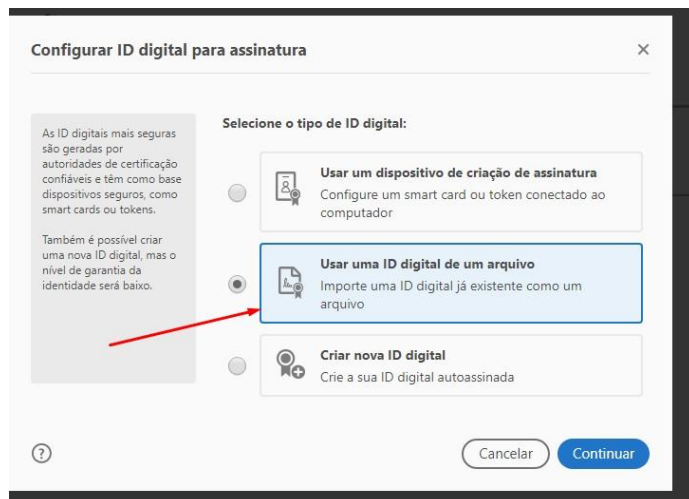 Configurar ID digital para assinatura
As ID digitais mais seguras
são geradas por
autoridades de certificação
confiáveis e têm como base
dispositivos seguros, como
smart cards ou tokens.
Também é possível criar
uma nova ID digital, mas o
nível de garantia da
identidade será baixo.
Selecione o tipo de ID digital:
Usar um dispositivo de criação de assinatura
Configure um smart card ou token conectado ao
computador
Usar uma ID digital de um arquivo
Importe uma ID digital já existente como um
arquivo
Criar nova ID digital
Crie a sua ID digital autoassinada
?
Cancelar
Continuar